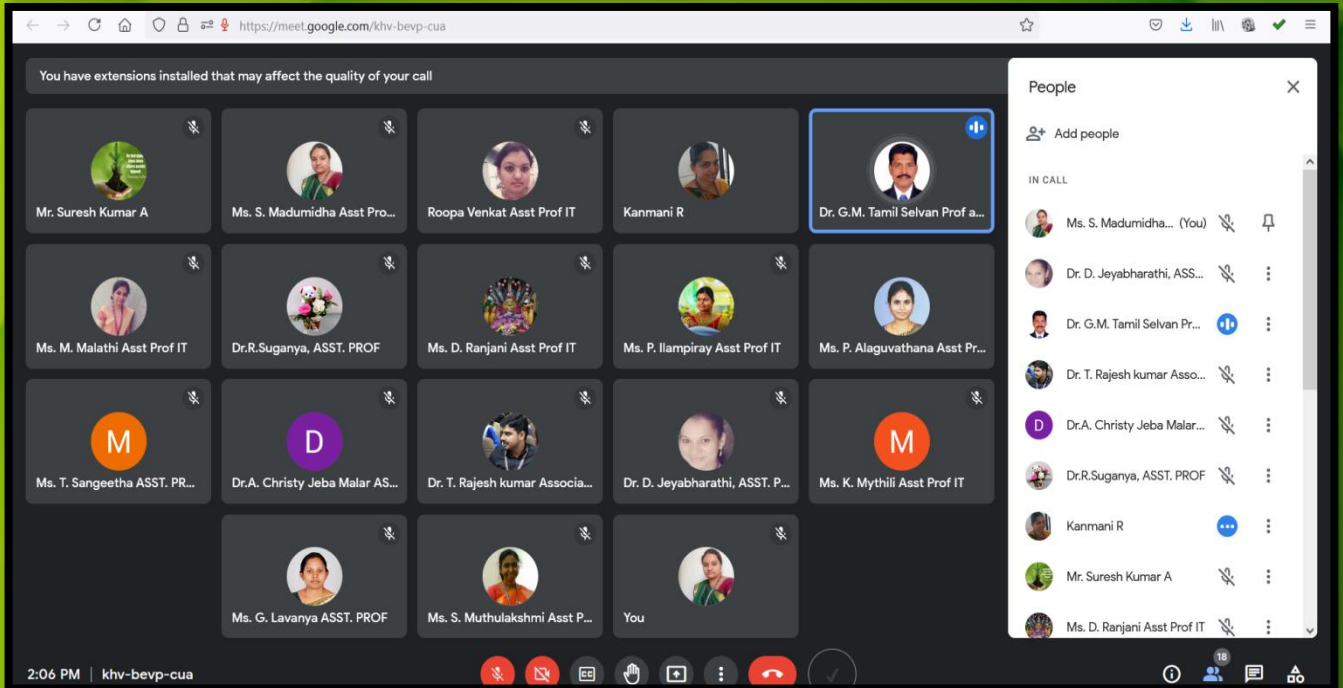 https://meet.google.com/khv-bevp-cua
You have extensions installed that may affect the quality of your call
Mr. Suresh Kumar A
Ms. S. Madumidha Asst Pro...
Roopa Venkat Asst Prof IT
Kanmani R
Dr. G.M. Tamil Selvan Prof a...
Ms. M. Malathi Asst Prof IT
Dr.R.Suganya, ASST. PROF
Ms. D. Ranjani Asst Prof IT
Ms. P. Ilampiray Asst Prof IT
Ms. P. Alaguvathana Asst Pr...
M
D
M
Ms. T. Sangeetha ASST. PR...
Dr.A. Christy Jeba Malar AS...
Dr. T. Rajesh kumar Associa...
Dr. D. Jeyabharathi, ASST. P...
Ms. K. Mythili Asst Prof IT
Ms. G. Lavanya ASST. PROF
Ms. S. Muthulakshmi Asst P...
You
People
Add people
IN CALL
Ms. S. Madumidha... (You)
Dr. D. Jeyabharathi, ASS...
Dr. G.M. Tamil Selvan Pr...
Dr. T. Rajesh kumar Asso...
D
Dr.A. Christy Jeba Malar...
Dr.R.Suganya, ASST. PROF
Kanmani R
Mr. Suresh Kumar A
Ms. D. Ranjani Asst Prof IT
2:06 PM | khv-bevp-cua
CC
18